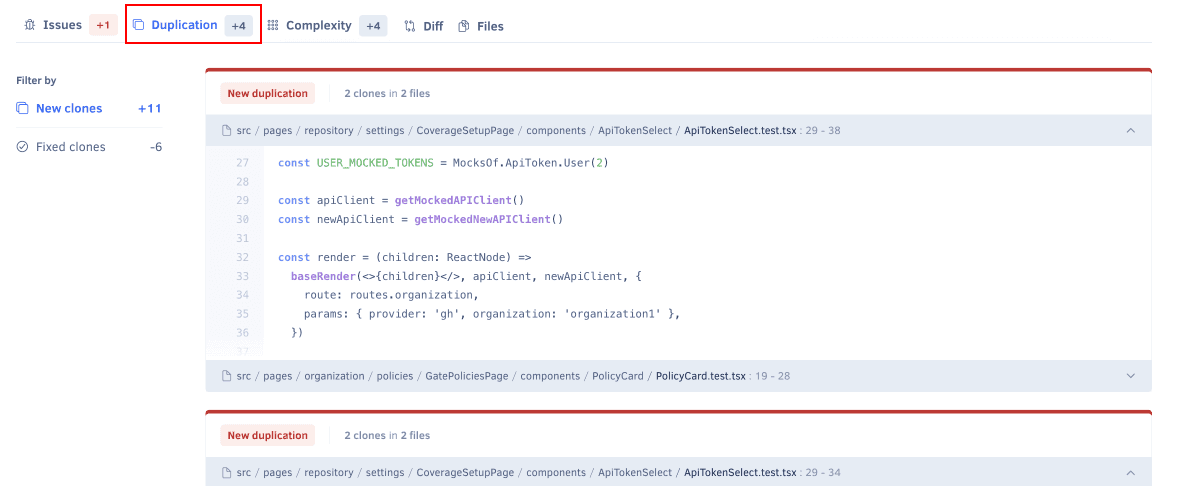 Issues +1 Duplication +4 Complexity +4 Diff Files
Filter by
New clones +11
Fixed clones -6
New duplication 2 clones in 2 files
src / pages / repository / settings / CoverageSetupPage / components / ApiTokenSelect / ApiTokenSelect.test.tsx : 29 - 38
27 const USER_MOCKED_TOKENS = MocksOf.ApiToken.User(2)
28
29 const apiClient = getMockedAPIClient()
30 const newApiClient = getMockedNewAPIClient()
31
32 const render = (children: ReactNode) =>
33 baseRender(<>{children}</>, apiClient, newApiClient, {
34 route: routes.organization,
35 params: { provider: 'gh', organization: 'organization1' },
36 })
37
src / pages / organization / policies / GatePoliciesPage / components / PolicyCard / PolicyCard.test.tsx : 19 - 28
New duplication 2 clones in 2 files
src / pages / repository / settings / CoverageSetupPage / components / ApiTokenSelect / ApiTokenSelect.test.tsx : 29 - 34